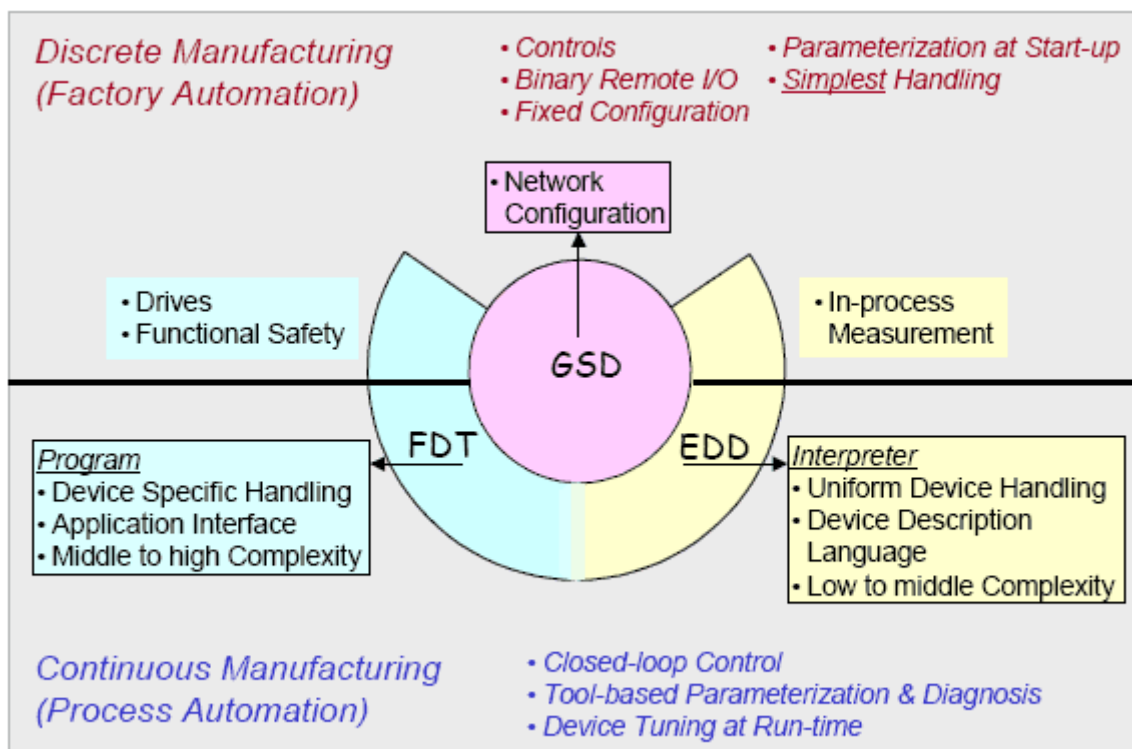 Discrete Manufacturing
(Factory Automation)
• Controls
• Binary Remote I/O
• Fixed Configuration
• Parameterization at Start-up
• Simplest Handling
• Network
Configuration
• Drives
• Functional Safety
• In-process
Measurement
GSD
FDT
EDD
Program
• Device Specific Handling
• Application Interface
• Middle to high Complexity
Interpreter
• Uniform Device Handling
• Device Description
Language
• Low to middle Complexity
Continuous Manufacturing
(Process Automation)
• Closed-loop Control
• Tool-based Parameterization & Diagnosis
• Device Tuning at Run-time